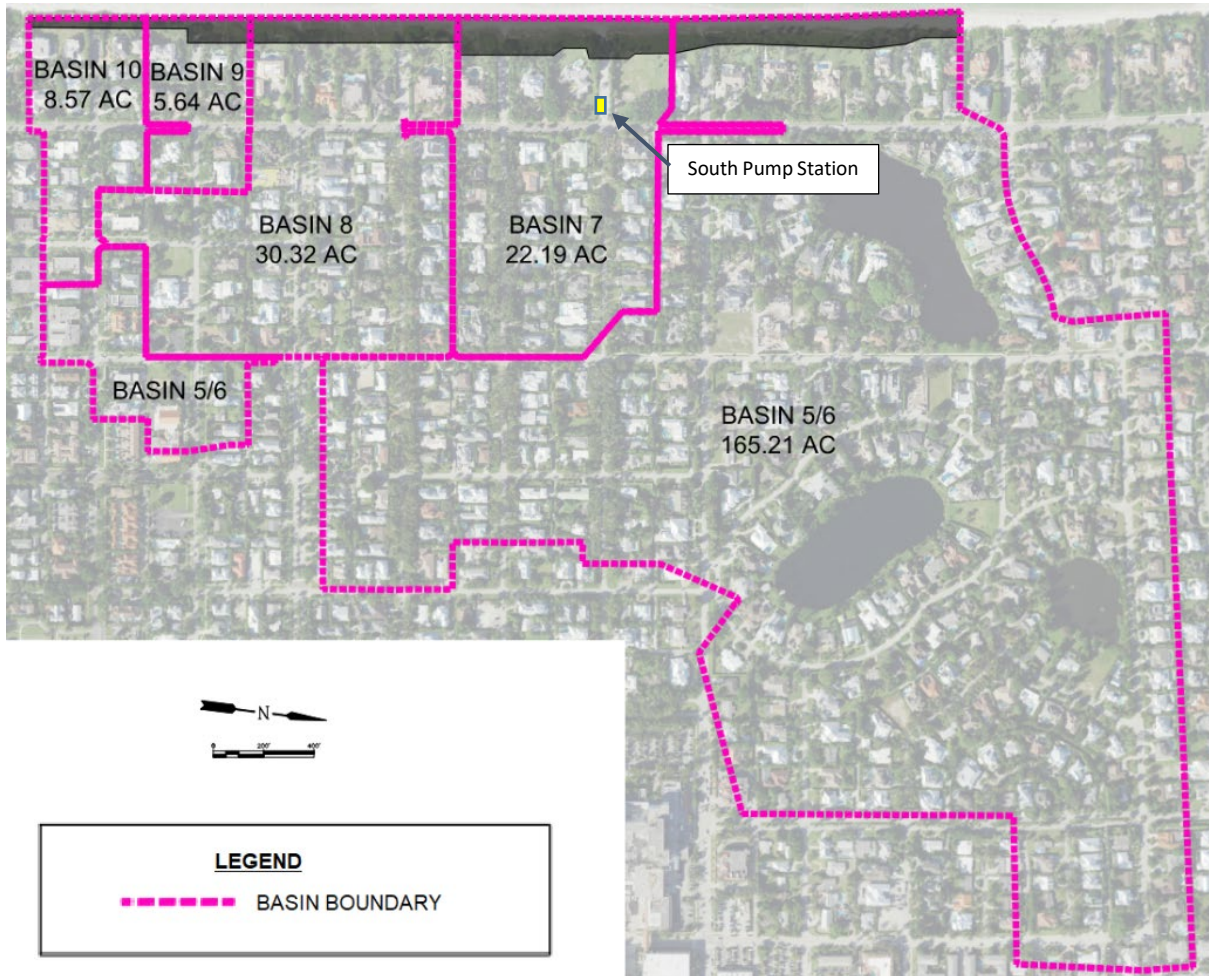 BASIN 10
8.57 AC
BASIN 9
5.64 AC
South Pump Station
BASIN 8
30.32 AC
BASIN 7
22.19 AC
BASIN 5/6
BASIN 5/6
165.21 AC
N
0 200' 400'
LEGEND
BASIN BOUNDARY